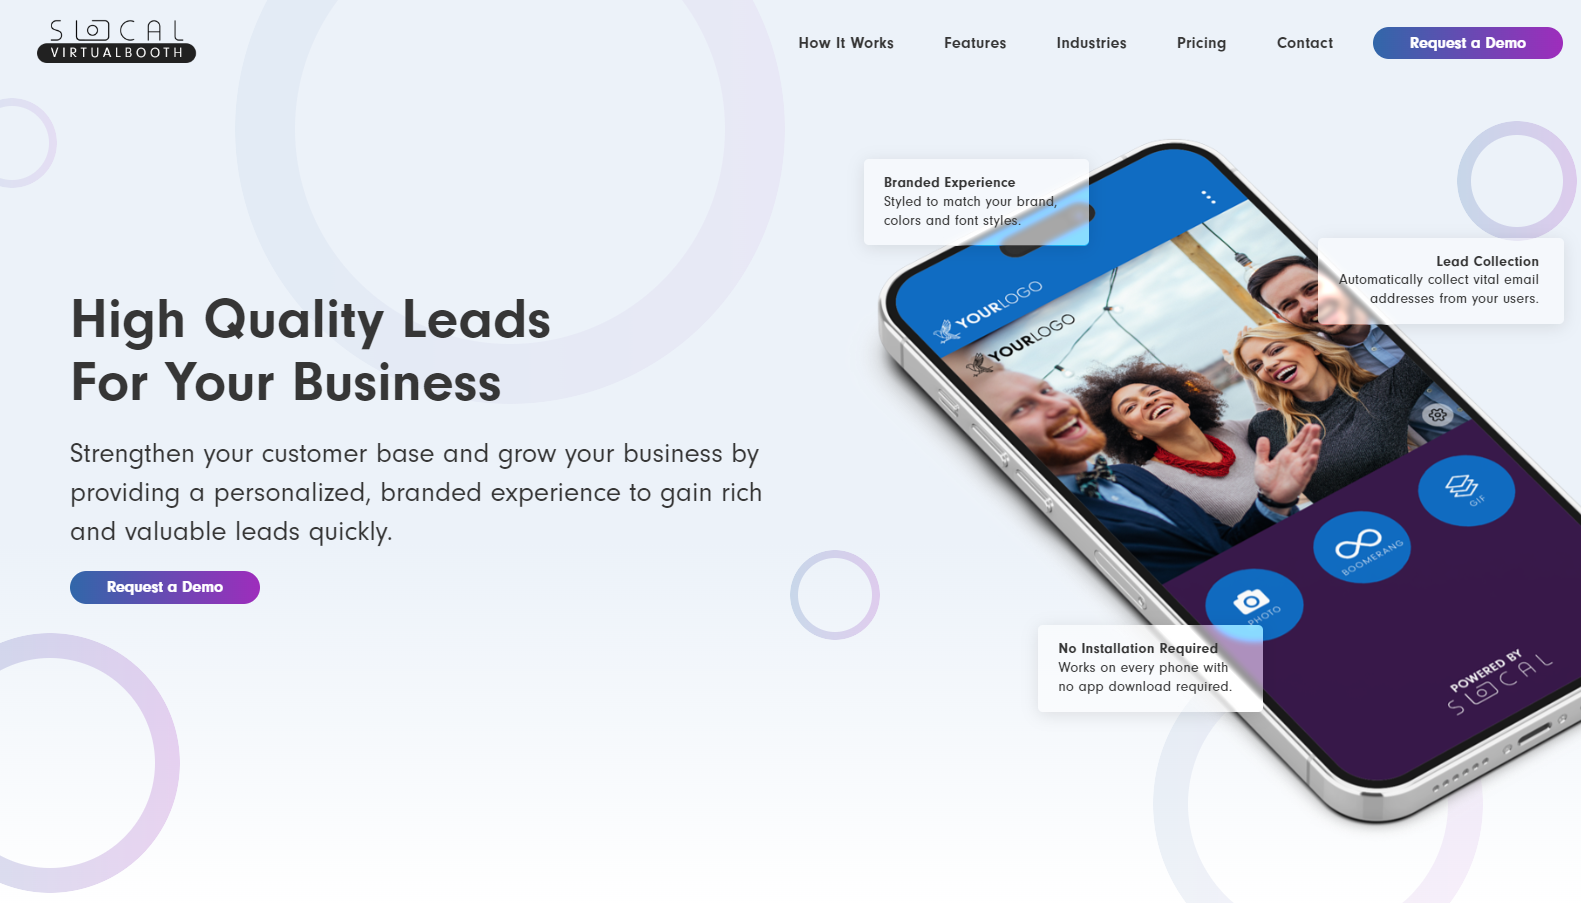 SLOCAL
VIRTUALBOOTH
How It Works
Features
Industries
Pricing
Contact
Request a Demo
High Quality Leads
For Your Business
Strengthen your customer base and grow your business by
providing a personalized, branded experience to gain rich
and valuable leads quickly.
Request a Demo
Branded Experience
Styled to match your brand,
colors and font styles.
Lead Collection
Automatically collect vital email
addresses from your users.
YOURLOGO
YOURLOGO
GIF
BOOMERANG
PHOTO
No Installation Required
Works on every phone with
no app download required.
POWERED BY
SLOCAL